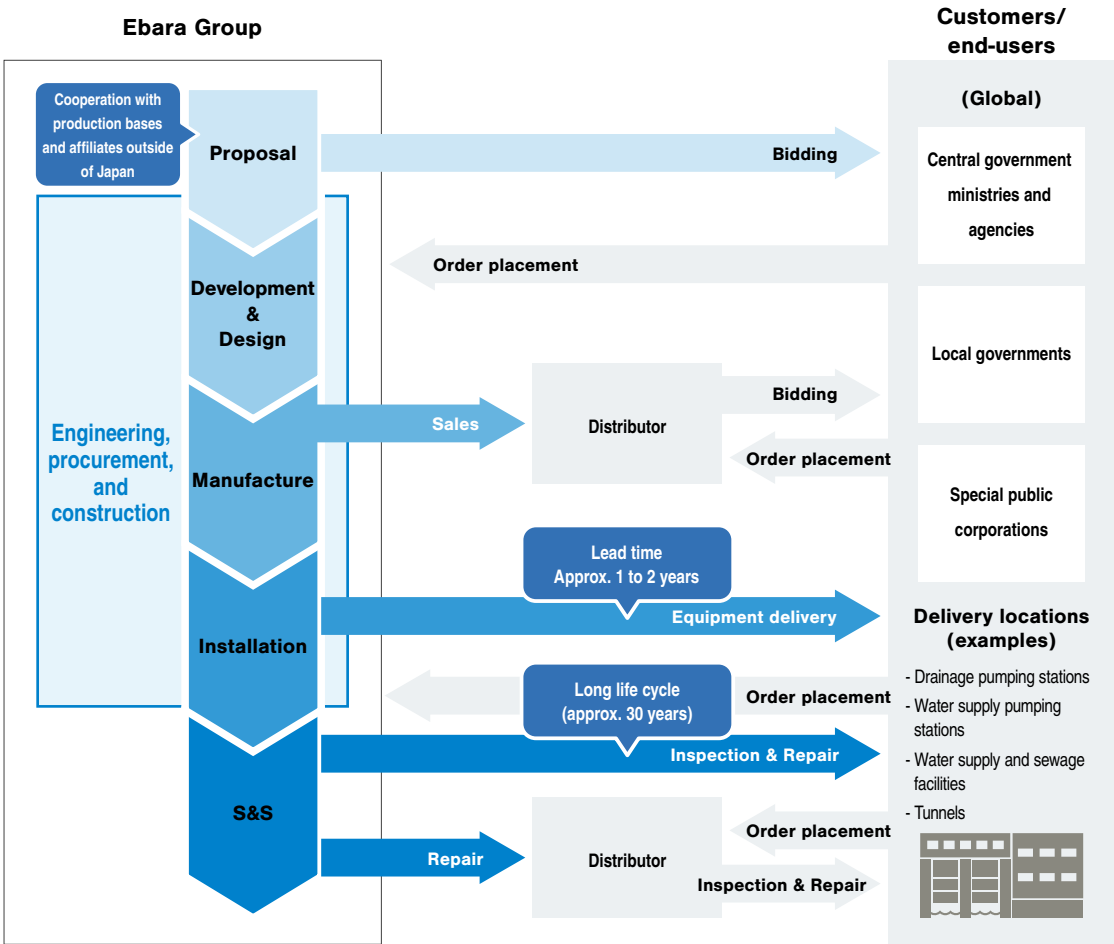 Ebara Group
Customers/
end-users
Cooperation with
production bases
and affiliates outside
of Japan
Proposal
Bidding
(Global)
Central government
ministries and
agencies
Order placement
Development
&
Design
Local governments
Engineering,
procurement,
and
construction
Manufacture
Sales
Distributor
Bidding
Order placement
Special public
corporations
Lead time
Approx. 1 to 2 years
Installation
Equipment delivery
Delivery locations
(examples)
- Drainage pumping stations
- Water supply pumping
stations
- Water supply and sewage
facilities
- Tunnels
Long life cycle
(approx. 30 years)
Order placement
Inspection & Repair
S&S
Repair
Distributor
Order placement
Inspection & Repair